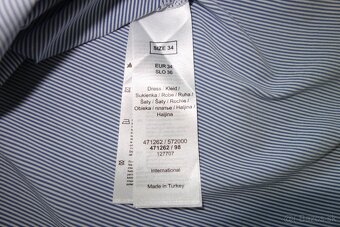 SIZE 34
EUR 34
SLO 36
Dress / Kleid /
Sukienka / Robe / Ruha /
Šaty / Šaty / Rochie /
Obleka / платье / Haljina /
Haljina
471262 / 572000
471262 / 98
127707
International
Made in Turkey